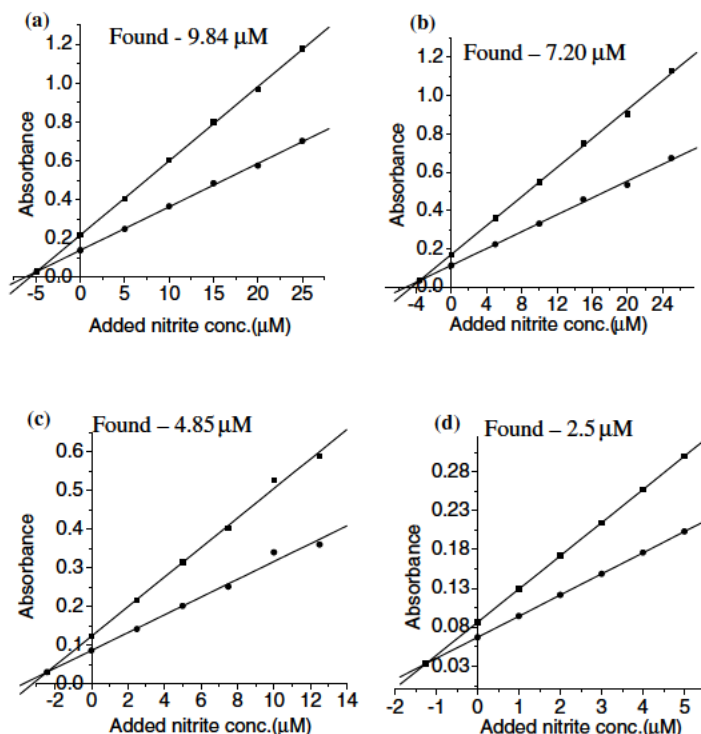 (a)
Found - 9.84 μM
1.2
1.0
0.8
0.6
0.4
0.2
0.0
Absorbance
-5 0 5 10 15 20 25
Added nitrite conc.(μM)
(b)
Found – 7.20 μM
1.2
1.0
0.8
0.6
0.4
0.2
0.0
Absorbance
-4 0 4 8 12 16 20 24
Added nitrite conc.(μM)
(c)
Found – 4.85 μM
0.6
0.5
0.4
0.3
0.2
0.1
0.0
Absorbance
-2 0 2 4 6 8 10 12 14
Added nitrite conc.(μM)
(d)
Found – 2.5 μM
0.28
0.23
0.18
0.13
0.08
0.03
Absorbance
-2 -1 0 1 2 3 4 5
Added nitrite conc.(μM)